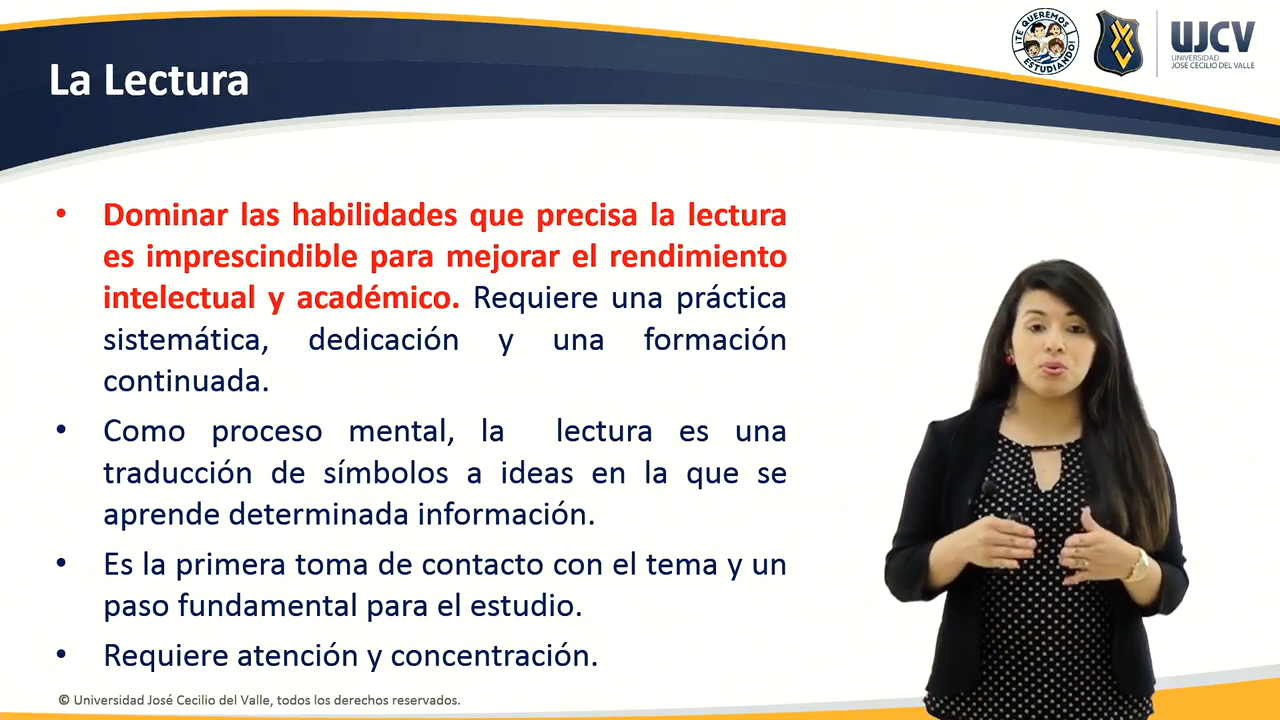 La Lectura
¡TE QUEREMOS
ESTUDIANDO!
UJCV
UNIVERSIDAD
JOSÉ CECILIO DEL VALLE
• Dominar las habilidades que precisa la lectura
es imprescindible para mejorar el rendimiento
intelectual y académico. Requiere una práctica
sistemática, dedicación y una formación
continuada.
• Como proceso mental, la lectura es una
traducción de símbolos a ideas en la que se
aprende determinada información.
• Es la primera toma de contacto con el tema y un
paso fundamental para el estudio.
• Requiere atención y concentración.
© Universidad José Cecilio del Valle, todos los derechos reservados.